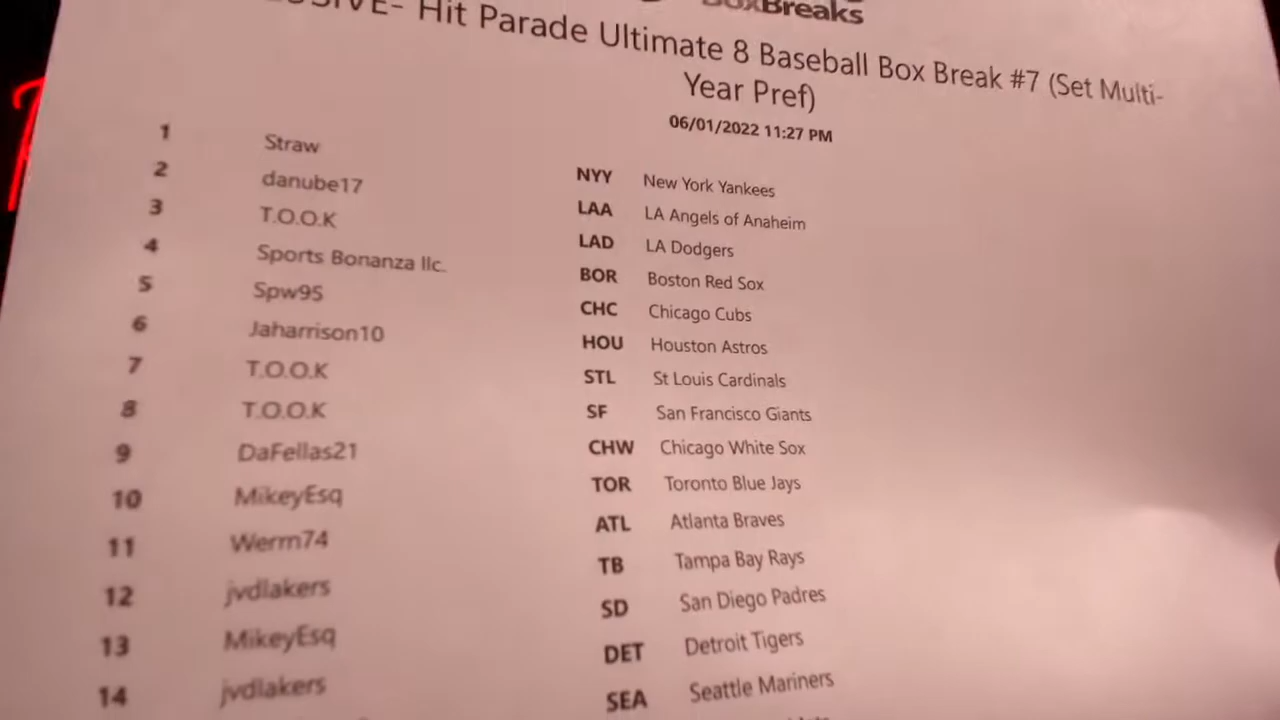 BoxBreaks
USIVE- Hit Parade Ultimate 8 Baseball Box Break #7 (Set Multi-
Year Pref)
06/01/2022 11:27 PM
1 Straw NYY New York Yankees
2 danube17 LAA LA Angels of Anaheim
3 T.O.O.K LAD LA Dodgers
4 Sports Bonanza llc. BOR Boston Red Sox
5 Spw95 CHC Chicago Cubs
6 Jaharrison10 HOU Houston Astros
7 T.O.O.K STL St Louis Cardinals
8 T.O.O.K SF San Francisco Giants
9 DaFellas21 CHW Chicago White Sox
10 MikeyEsq TOR Toronto Blue Jays
11 Werm74 ATL Atlanta Braves
12 jvdlakers TB Tampa Bay Rays
13 MikeyEsq SD San Diego Padres
14 jvdlakers DET Detroit Tigers
SEA Seattle Mariners